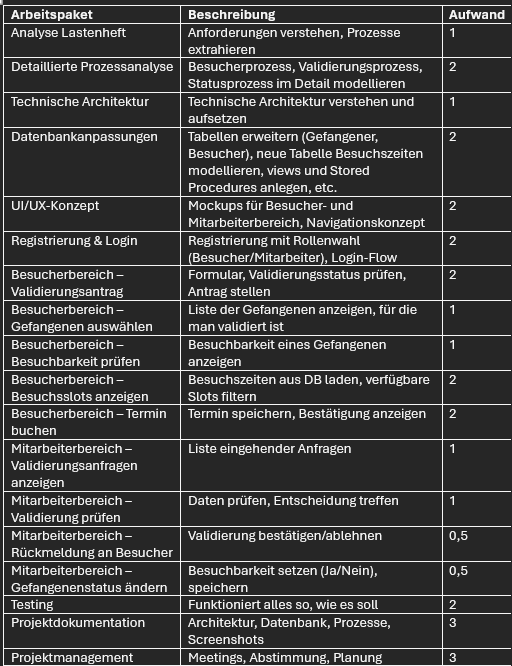 Arbeitspaket Beschreibung Aufwand
Analyse Lastenheft Anforderungen verstehen, Prozesse 1
extrahieren
Detaillierte Prozessanalyse Besucherprozess, Validierungsprozess, 2
Statusprozess im Detail modellieren
Technische Architektur Technische Architektur verstehen und 1
aufsetzen
Datenbankanpassungen Tabellen erweitern (Gefangener, 2
Besucher), neue Tabelle Besuchszeiten
modellieren, views und Stored
Procedures anlegen, etc.
UI/UX-Konzept Mockups für Besucher- und 2
Mitarbeiterbereich, Navigationskonzept
Registrierung & Login Registrierung mit Rollenwahl 2
(Besucher/Mitarbeiter), Login-Flow
Besucherbereich – Formular, Validierungsstatus prüfen, 2
Validierungsantrag Antrag stellen
Besucherbereich – Liste der Gefangenen anzeigen, für die 1
Gefangenen auswählen man validiert ist
Besucherbereich – Besuchbarkeit eines Gefangenen 1
Besuchbarkeit prüfen anzeigen
Besucherbereich – Besuchszeiten aus DB laden, verfügbare 2
Besuchsslots anzeigen Slots filtern
Besucherbereich – Termin Termin speichern, Bestätigung anzeigen 2
buchen
Mitarbeiterbereich – Liste eingehender Anfragen 1
Validierungsanfragen
anzeigen
Mitarbeiterbereich – Daten prüfen, Entscheidung treffen 1
Validierung prüfen
Mitarbeiterbereich – Validierung bestätigen/ablehnen 0,5
Rückmeldung an Besucher
Mitarbeiterbereich – Besuchbarkeit setzen (Ja/Nein), 0,5
Gefangenenstatus ändern speichern
Testing Funktioniert alles so, wie es soll 2
Projektdokumentation Architektur, Datenbank, Prozesse, 3
Screenshots
Projektmanagement Meetings, Abstimmung, Planung 3